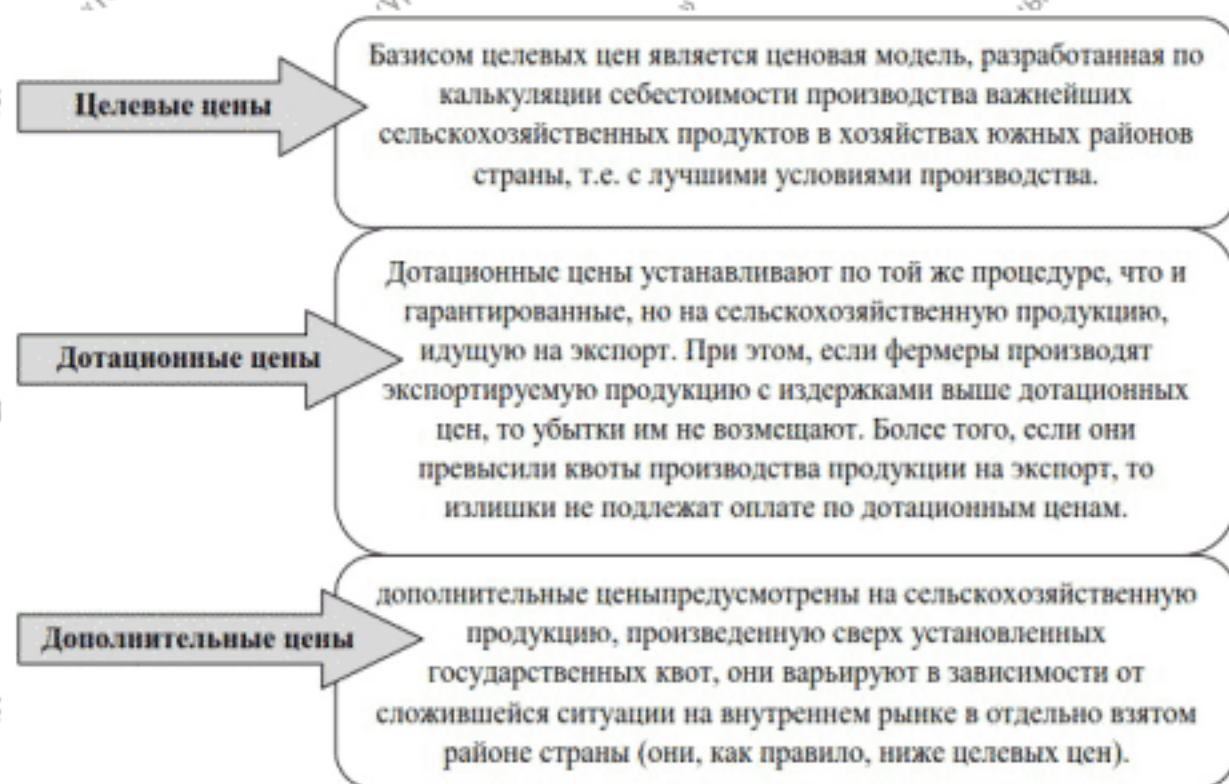 Целевые цены
Базисом целевых цен является ценовая модель, разработанная по
калькуляции себестоимости производства важнейших
сельскохозяйственных продуктов в хозяйствах южных районов
страны, т.е. с лучшими условиями производства.
Дотационные цены
Дотационные цены устанавливают по той же процедуре, что и
гарантированные, но на сельскохозяйственную продукцию,
идущую на экспорт. При этом, если фермеры производят
экспортируемую продукцию с издержками выше дотационных
цен, то убытки им не возмещают. Более того, если они
превысили квоты производства продукции на экспорт, то
излишки не подлежат оплате по дотационным ценам.
Дополнительные цены
дополнительные ценыпредусмотрены на сельскохозяйственную
продукцию, произведенную сверх установленных
государственных квот, они варьируют в зависимости от
сложившейся ситуации на внутреннем рынке в отдельно взятом
районе страны (они, как правило, ниже целевых цен).